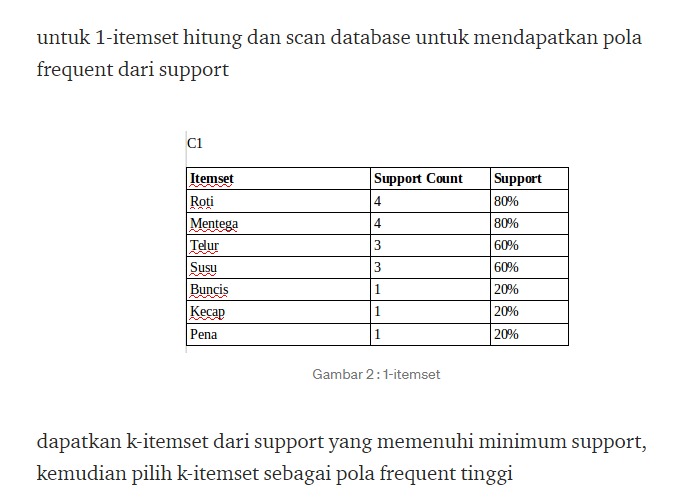 untuk 1-itemset hitung dan scan database untuk mendapatkan pola
frequent dari support
C1
Itemset Support Count Support
Roti 4 80%
Mentega 4 80%
Telur 3 60%
Susu 3 60%
Buncis 1 20%
Kecap 1 20%
Pena 1 20%
Gambar 2 : 1-itemset
dapatkan k-itemset dari support yang memenuhi minimum support,
kemudian pilih k-itemset sebagai pola frequent tinggi